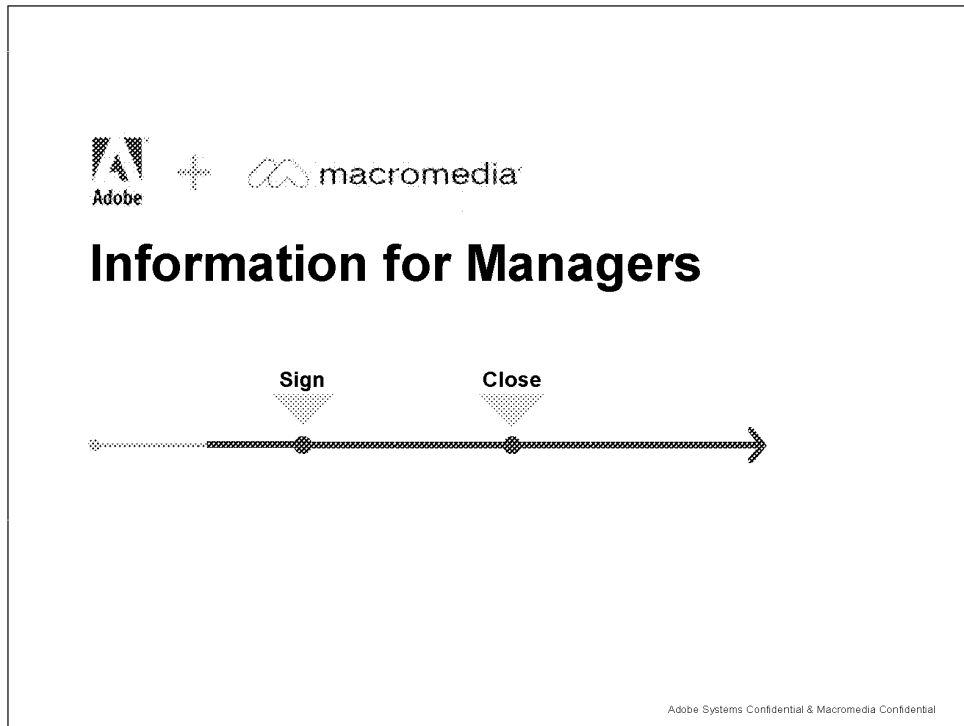 Adobe + macromedia
Information for Managers
Sign Close
Adobe Systems Confidential & Macromedia Confidential